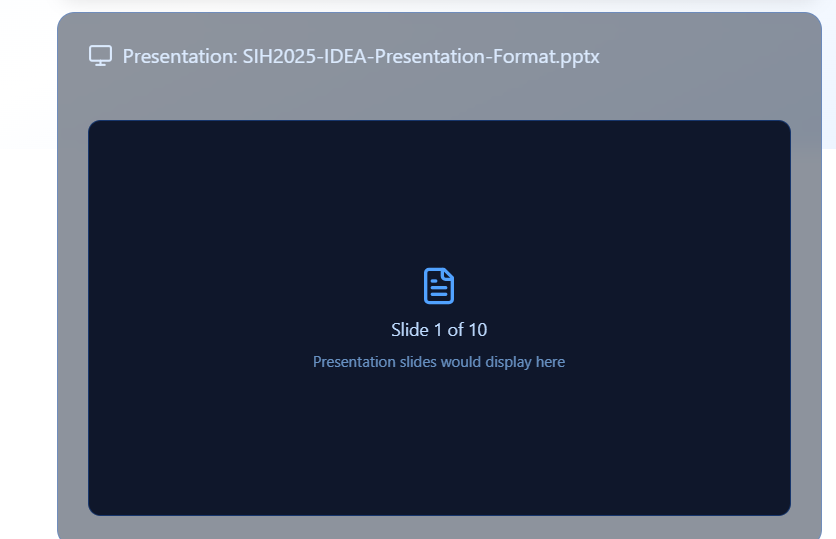 Presentation: SIH2025-IDEA-Presentation-Format.pptx
Slide 1 of 10
Presentation slides would display here